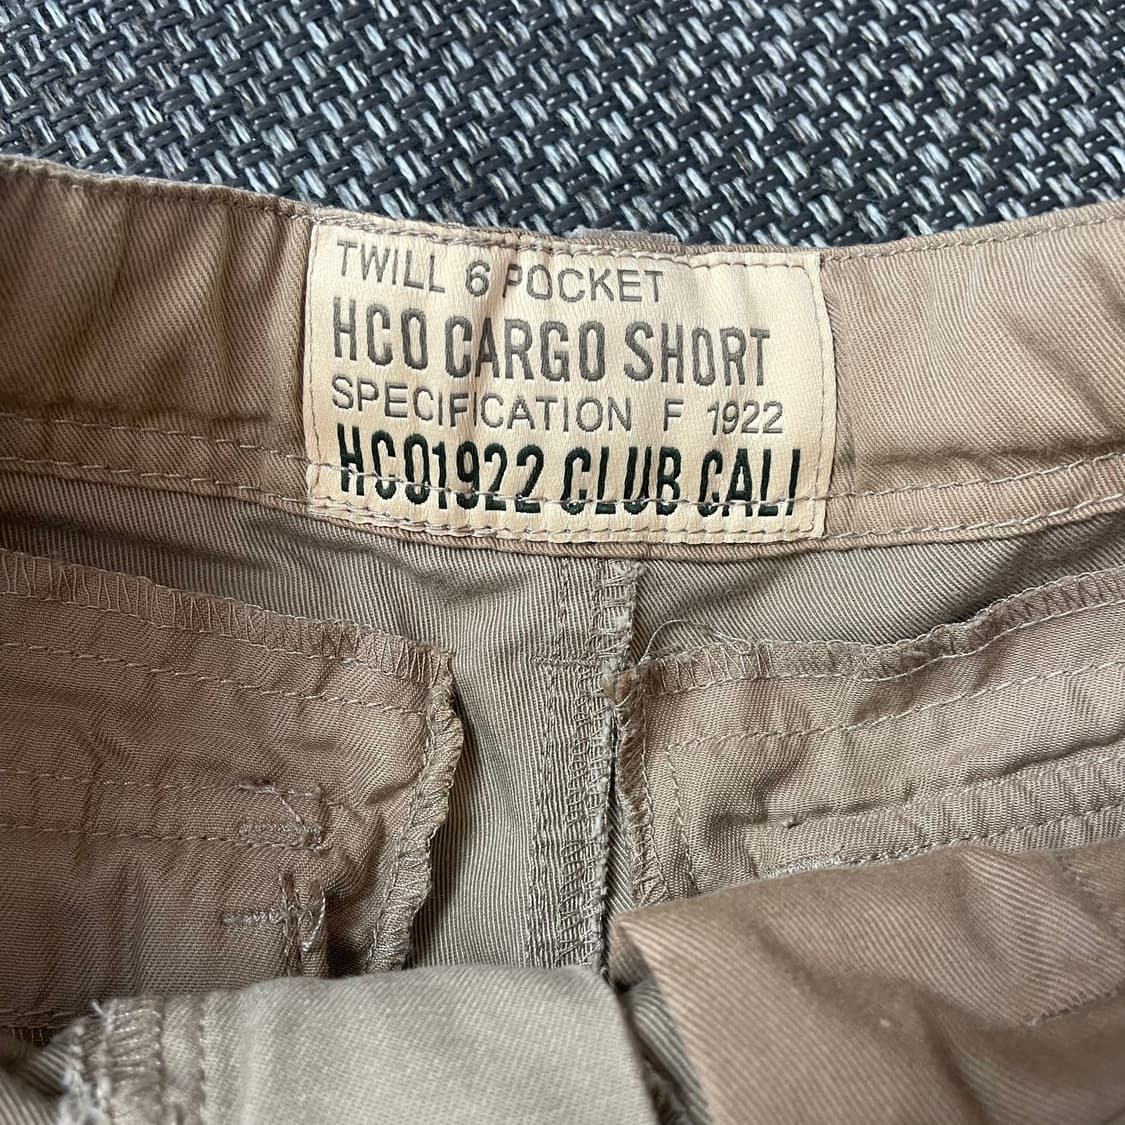 TWILL 6 POCKET
HCO CARGO SHORT
SPECIFICATION F 1922
HCO1922 CLUB CALI